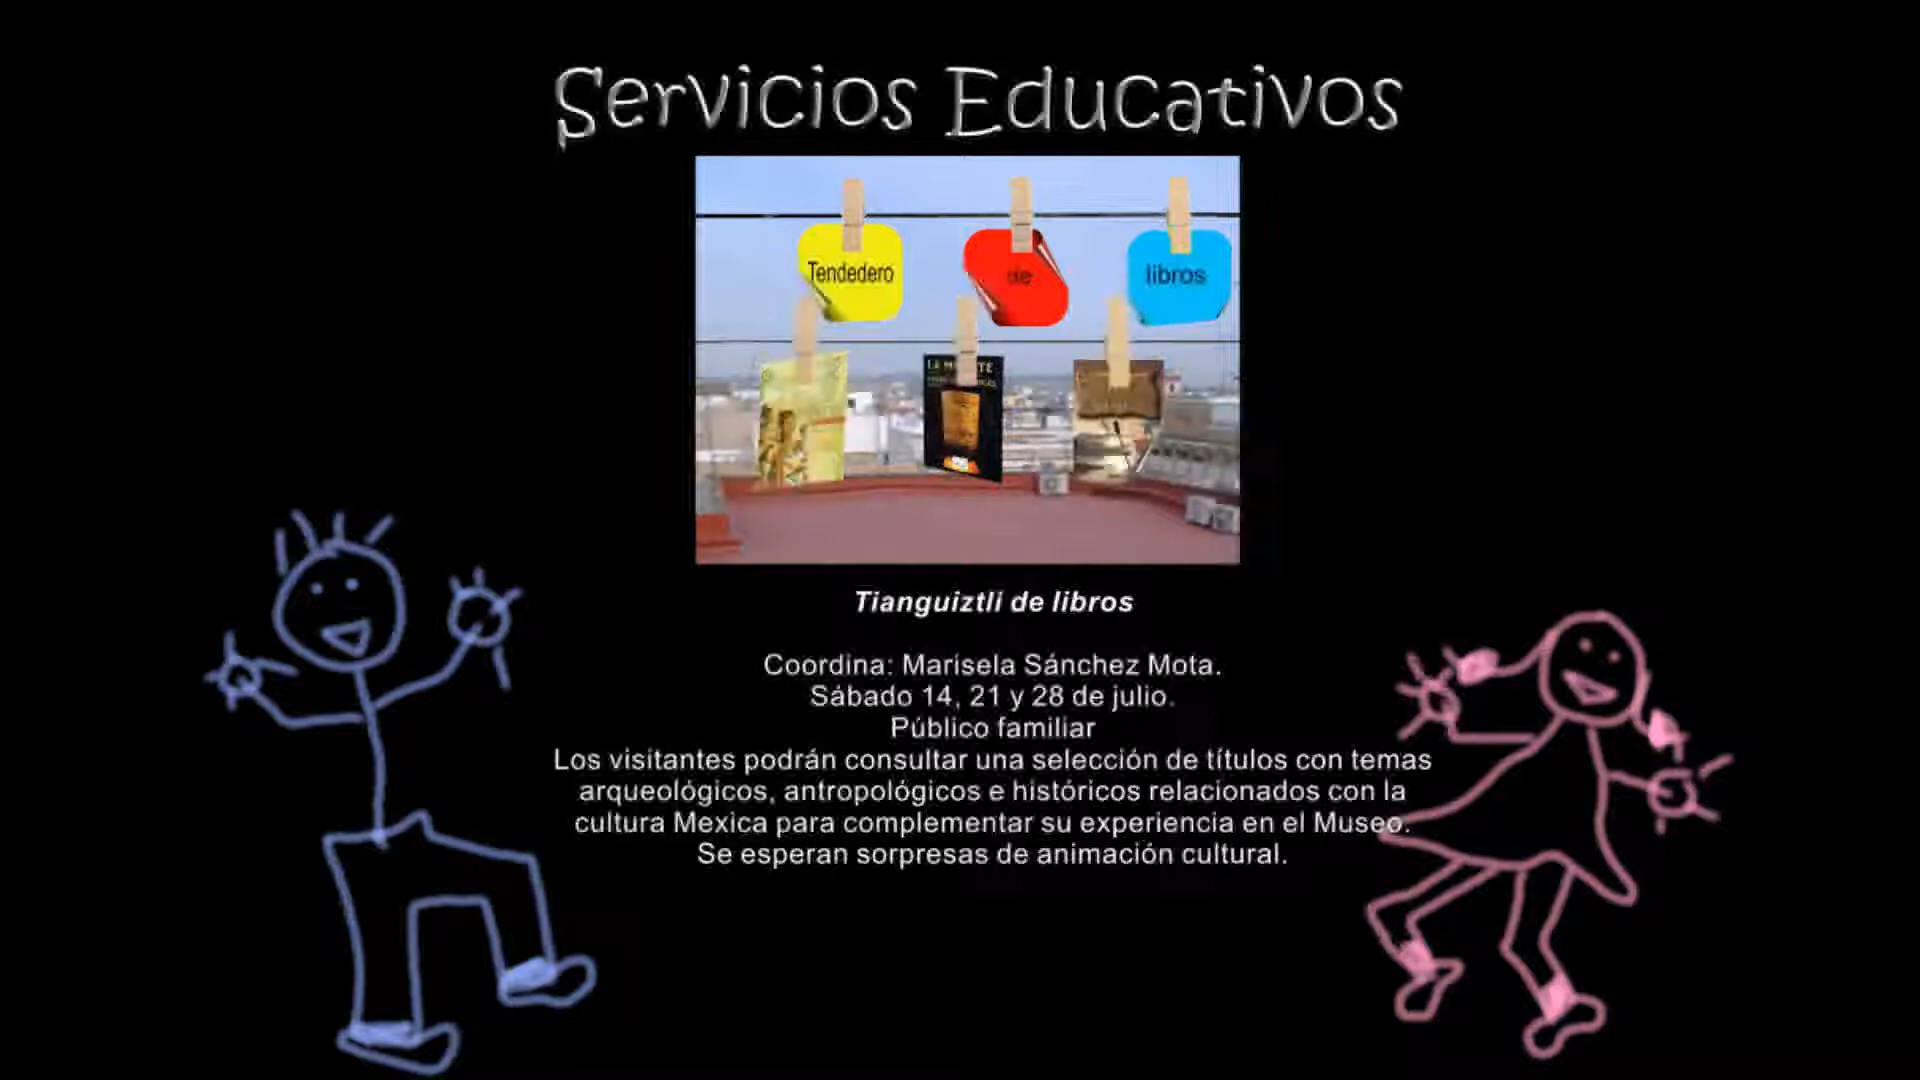 Servicios Educativos
Tendedero de libros
Tianguiztli de libros
Coordina: Marisela Sánchez Mota.
Sábado 14, 21 y 28 de julio.
Público familiar
Los visitantes podrán consultar una selección de títulos con temas
arqueológicos, antropológicos e históricos relacionados con la
cultura Mexica para complementar su experiencia en el Museo.
Se esperan sorpresas de animación cultural.